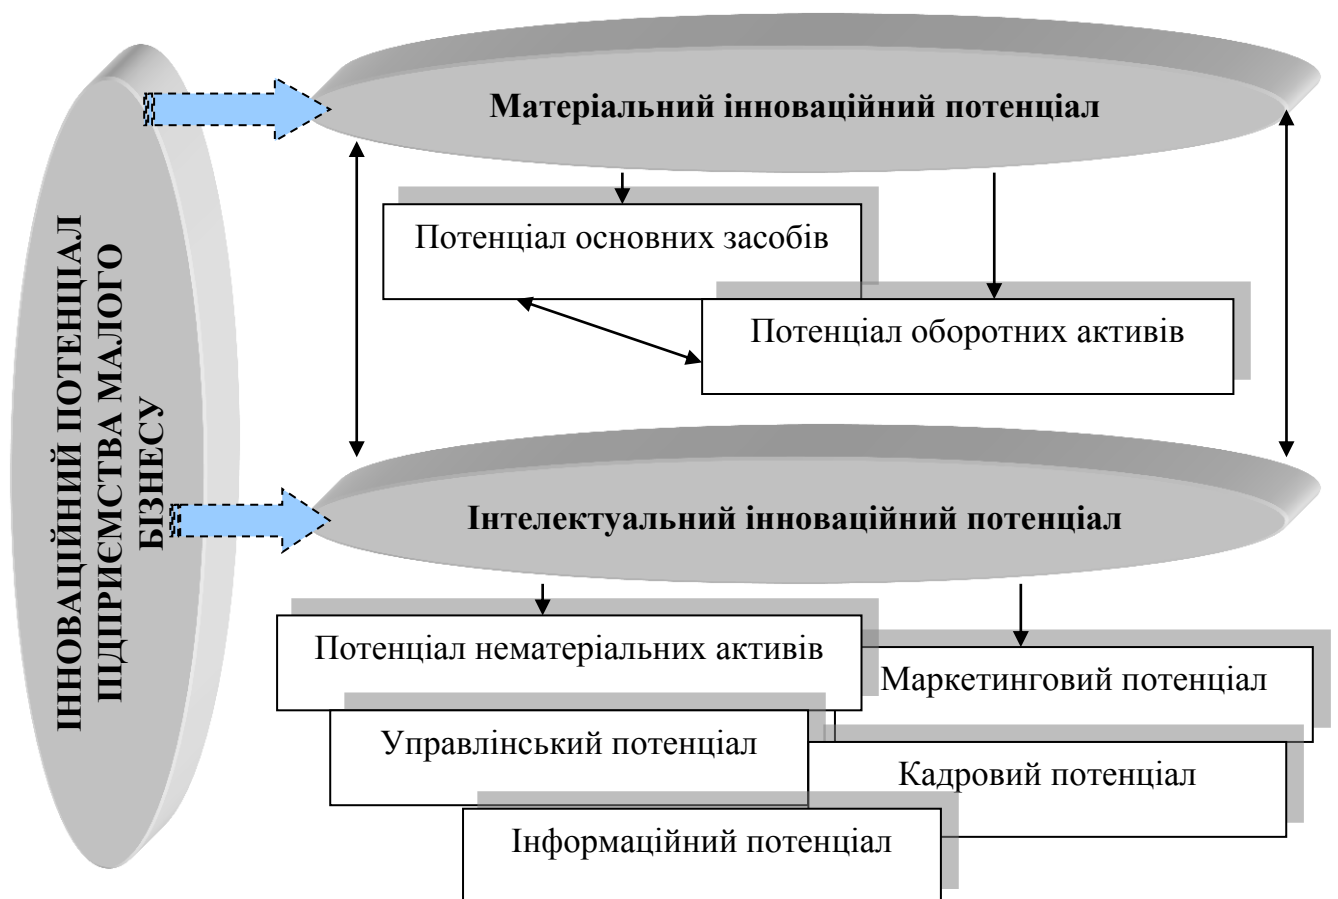 ІННОВАЦІЙНИЙ ПОТЕНЦІАЛ
ПІДПРИЄМСТВА МАЛОГО
БІЗНЕСУ
Матеріальний інноваційний потенціал
Потенціал основних засобів
Потенціал оборотних активів
Інтелектуальний інноваційний потенціал
Потенціал нематеріальних активів
Маркетинговий потенціал
Управлінський потенціал
Кадровий потенціал
Інформаційний потенціал